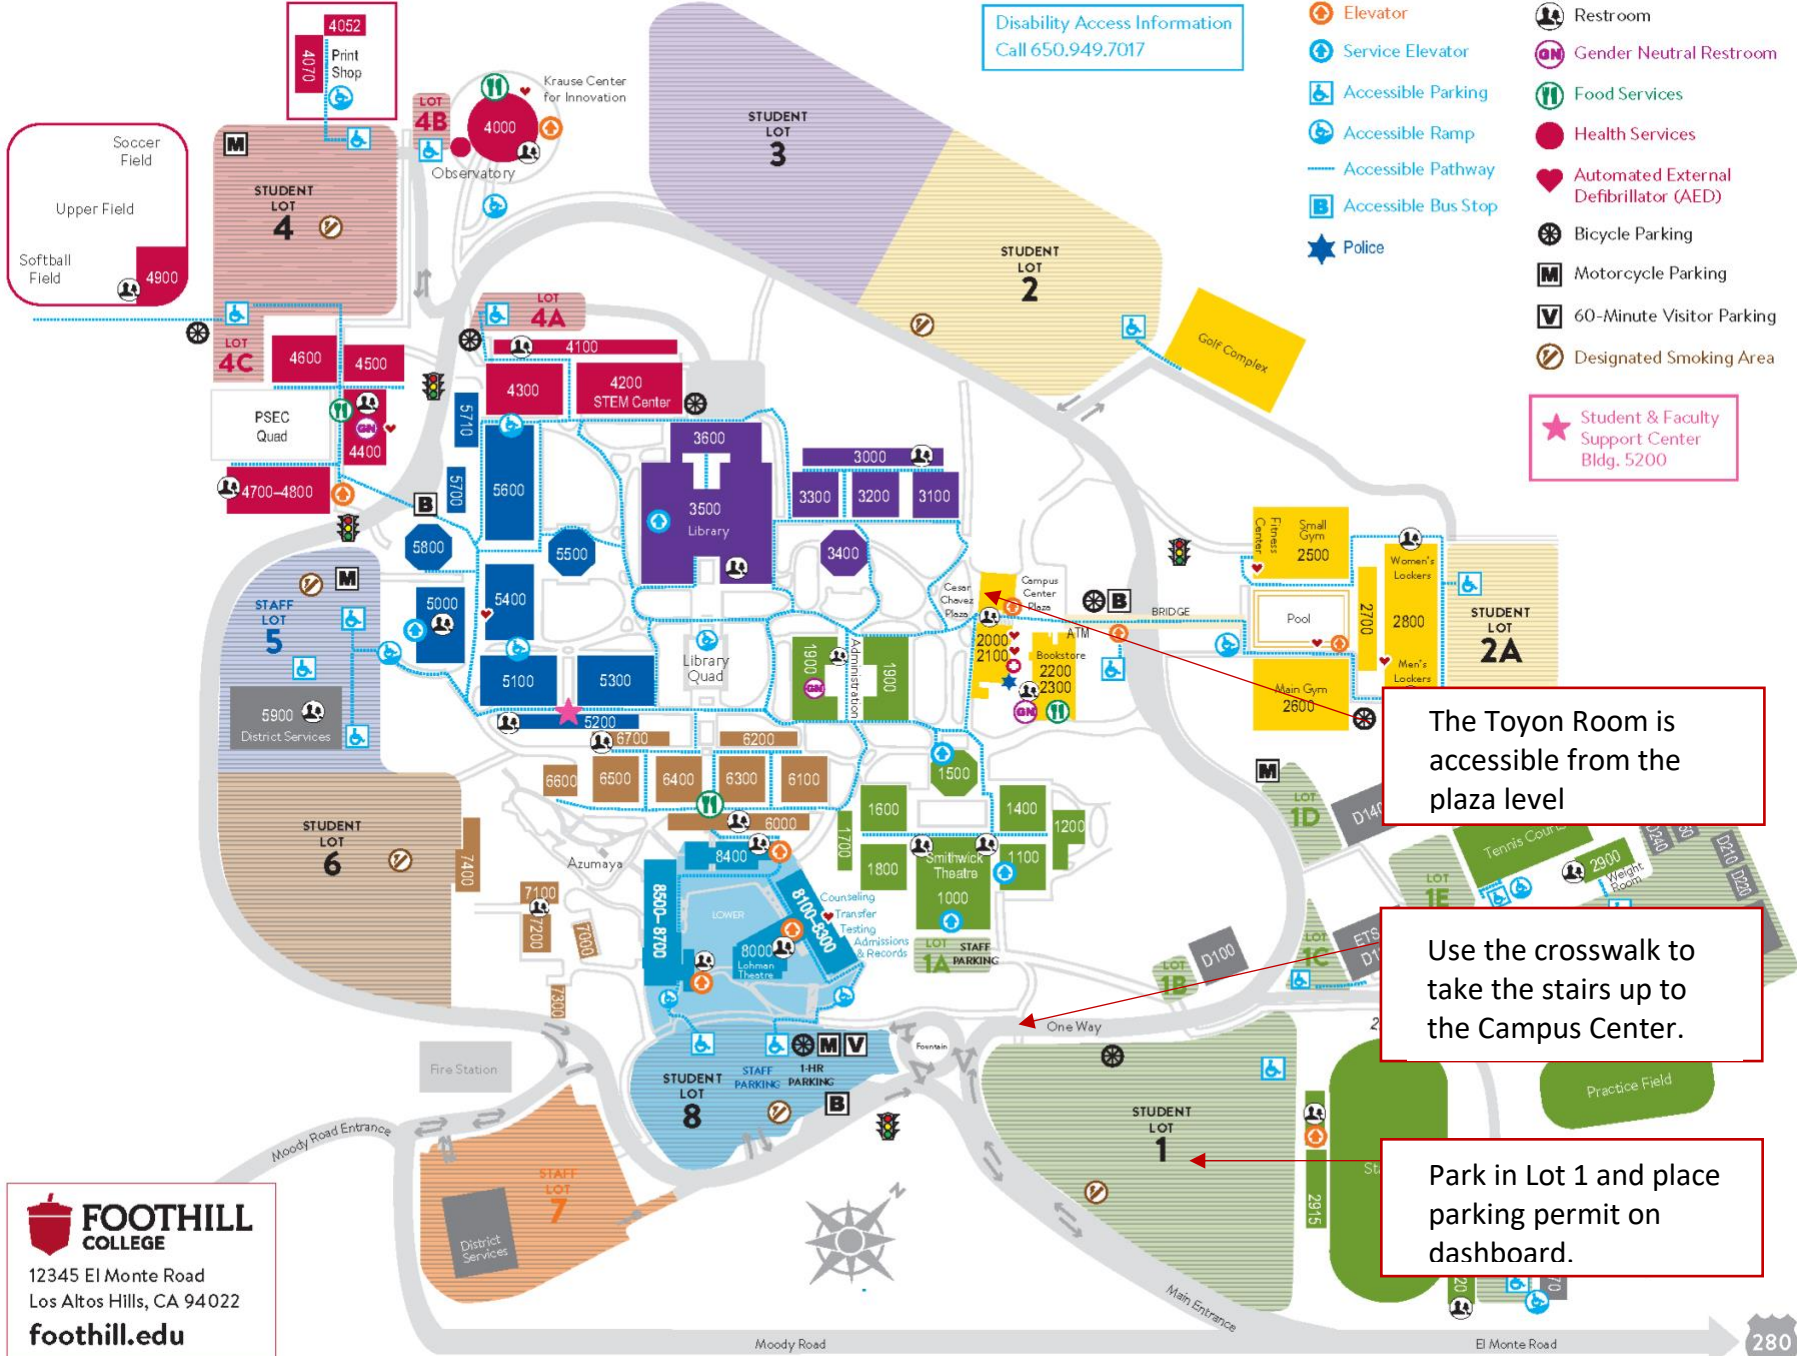 4052
4070
Print
Shop
Disability Access Information
Call 650.949.7017
Elevator
Service Elevator
Accessible Parking
Accessible Ramp
Accessible Pathway
B
Accessible Bus Stop
Police
Restroom
GN
Gender Neutral Restroom
Food Services
Health Services
Automated External
Defibrillator (AED)
Bicycle Parking
M
Motorcycle Parking
V
60-Minute Visitor Parking
Designated Smoking Area
Student & Faculty
Support Center
Bldg. 5200
Soccer
Field
Upper Field
Softball
Field
4900
M
STUDENT
LOT
4
LOT
4B
4000
Krause Center
for Innovation
Observatory
STUDENT
LOT
3
STUDENT
LOT
2
Golf Complex
LOT
4C
4600
4500
PSEC
Quad
GN
4400
4700–4800
LOT
4A
4100
4300
4200
STEM Center
5710
5700
5600
B
5800
5500
3600
3500
Library
3000
3300
3200
3100
3400
Fitness
Center
Small
Gym
2500
Women's
Lockers
2700
2800
Men's
Lockers
Pool
Main Gym
2600
STUDENT
LOT
2A
BRIDGE
B
ATM
Cesar
Chavez
Plaza
Campus
Center
Plaza
2000
2100
Bookstore
2200
2300
GN
M
STAFF
LOT
5
5000
5400
5100
5300
5200
Library
Quad
1900
GN
Administration
1900
5900
District Services
6700
6200
6600
6500
6400
6300
6100
6000
1500
1600
1400
1200
1700
1800
1100
Smithwick
Theatre
1000
LOT
1A
STAFF
PARKING
STUDENT
LOT
6
7400
7100
7200
7000
7300
Azumaya
8400
8500–8700
LOWER
8100–8300
8000
Lohman
Theatre
Counseling
Transfer
Testing
Admissions
& Records
M
LOT
1D
Tennis Courts
2900
Weight
Room
D240
D210
D220
LOT
1E
LOT
1C
ETS
LOT
1B
D100
The Toyon Room is
accessible from the
plaza level
Use the crosswalk to
take the stairs up to
the Campus Center.
Park in Lot 1 and place
parking permit on
dashboard.
One Way
Fountain
Fire Station
M
V
STUDENT
LOT
8
STAFF
PARKING
1-HR
PARKING
B
STUDENT
LOT
1
2915
Practice Field
Moody Road Entrance
STAFF
LOT
7
District
Services
N
Main Entrance
Moody Road
El Monte Road
280
FOOTHILL
COLLEGE
12345 El Monte Road
Los Altos Hills, CA 94022
foothill.edu